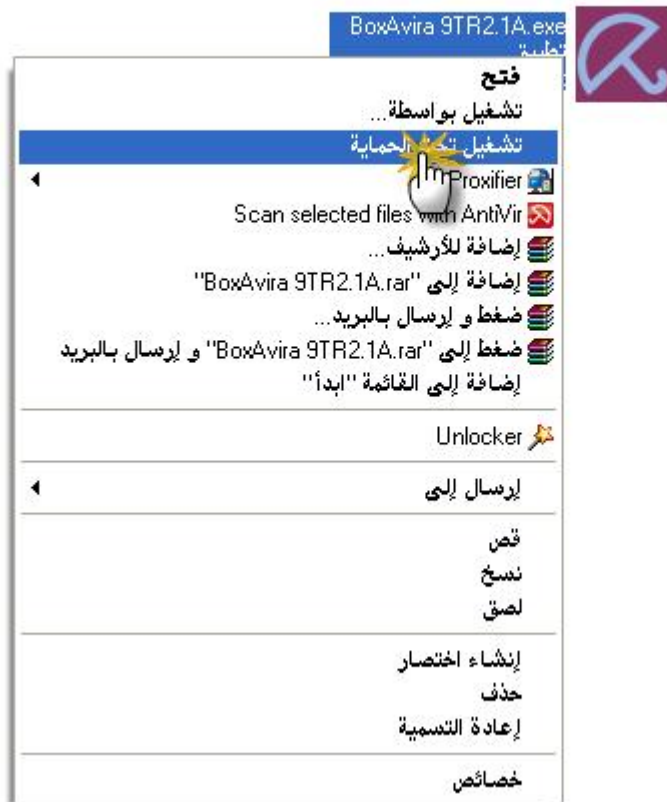 BoxAvira 9TR2.1A.exe
فتح
تشغيل بواسطة...
تشغيل تحت الحماية
Proxifier
Scan selected files with AntiVir
إضافة للأرشيف...
إضافة إلى "BoxAvira 9TR2.1A.rar"
ضغط و إرسال بالبريد...
ضغط إلى "BoxAvira 9TR2.1A.rar" و إرسال بالبريد
إضافة إلى القائمة "ابدأ"
Unlocker
إرسال إلى
قص
نسخ
لصق
إنشاء اختصار
حذف
إعادة التسمية
خصائص